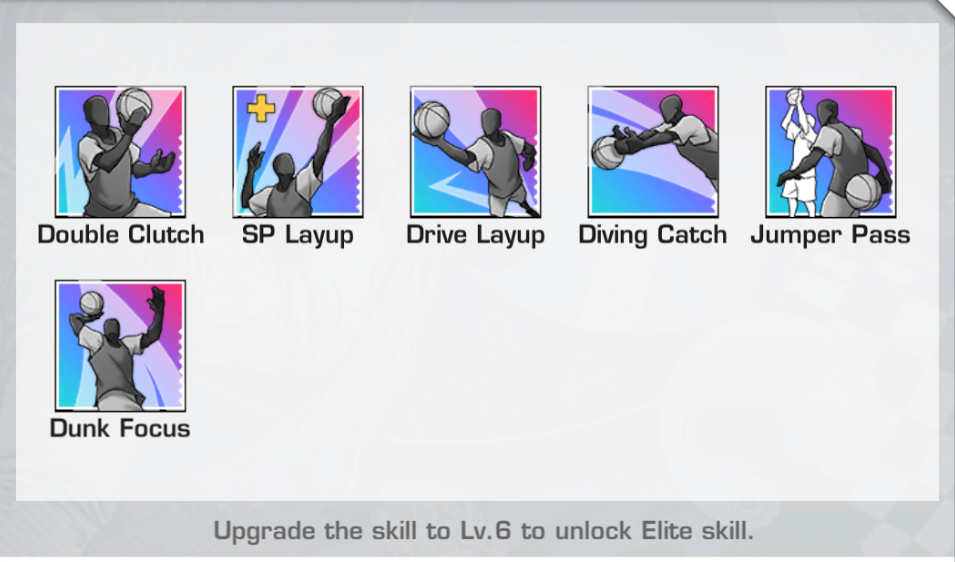 Double Clutch
SP Layup
Drive Layup
Diving Catch
Jumper Pass
Dunk Focus
Upgrade the skill to Lv.6 to unlock Elite skill.